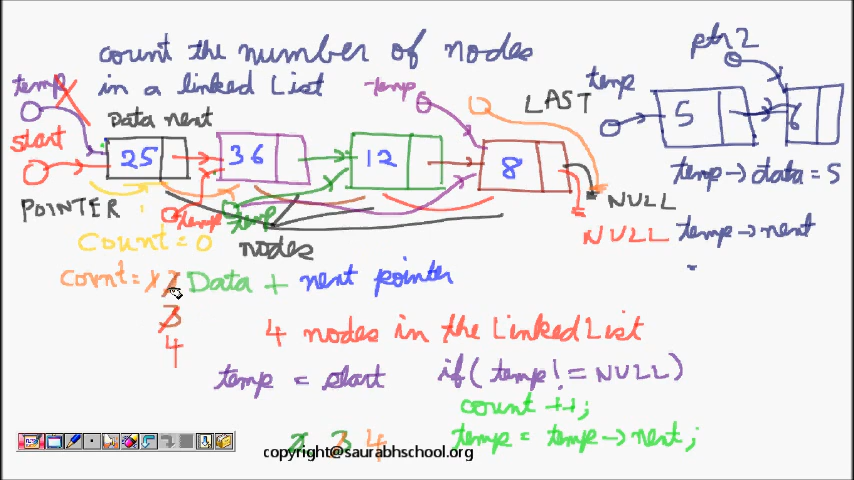 count the number of nodes
in a linked List
temp
start
Data next
25
36
12
8
temp
LAST
NULL
NULL
POINTER
temp
temp
nodes
Count = 0
Count = 1 2
3
4
Data + next pointer
4 nodes in the Linked List
temp = start
if( temp! = NULL)
count ++;
temp = temp → next;
2 3 4
ptr 2
temp
5
6
temp → data = 5
temp → next
=
copyright@saurabhschool.org